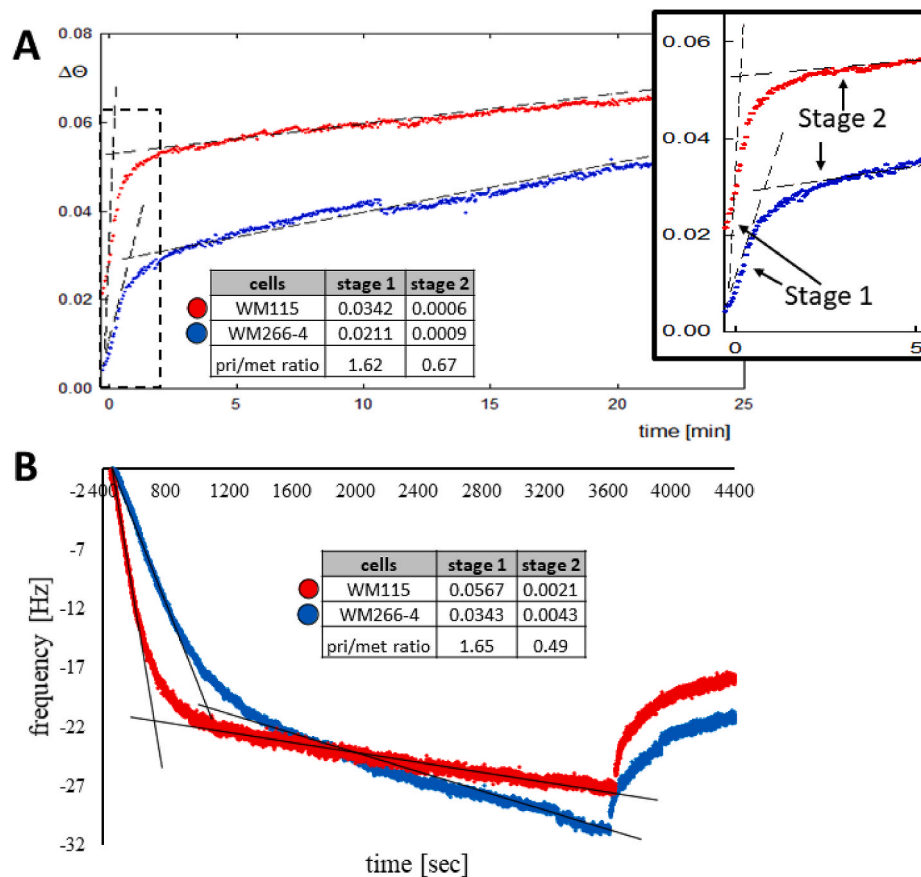 A
0.08
ΔΘ
0.06
0.04
0.02
0.00
0 5 10 15 20 25
time [min]
cells stage 1 stage 2
WM115 0.0342 0.0006
WM266-4 0.0211 0.0009
pri/met ratio 1.62 0.67
0.06
0.04
0.02
0.00
0 5
Stage 2
Stage 1
B
-2 400 800 1200 1600 2000 2400 2800 3200 3600 4000 4400
-7
-12
-17
-22
-27
-32
frequency [Hz]
time [sec]
cells stage 1 stage 2
WM115 0.0567 0.0021
WM266-4 0.0343 0.0043
pri/met ratio 1.65 0.49